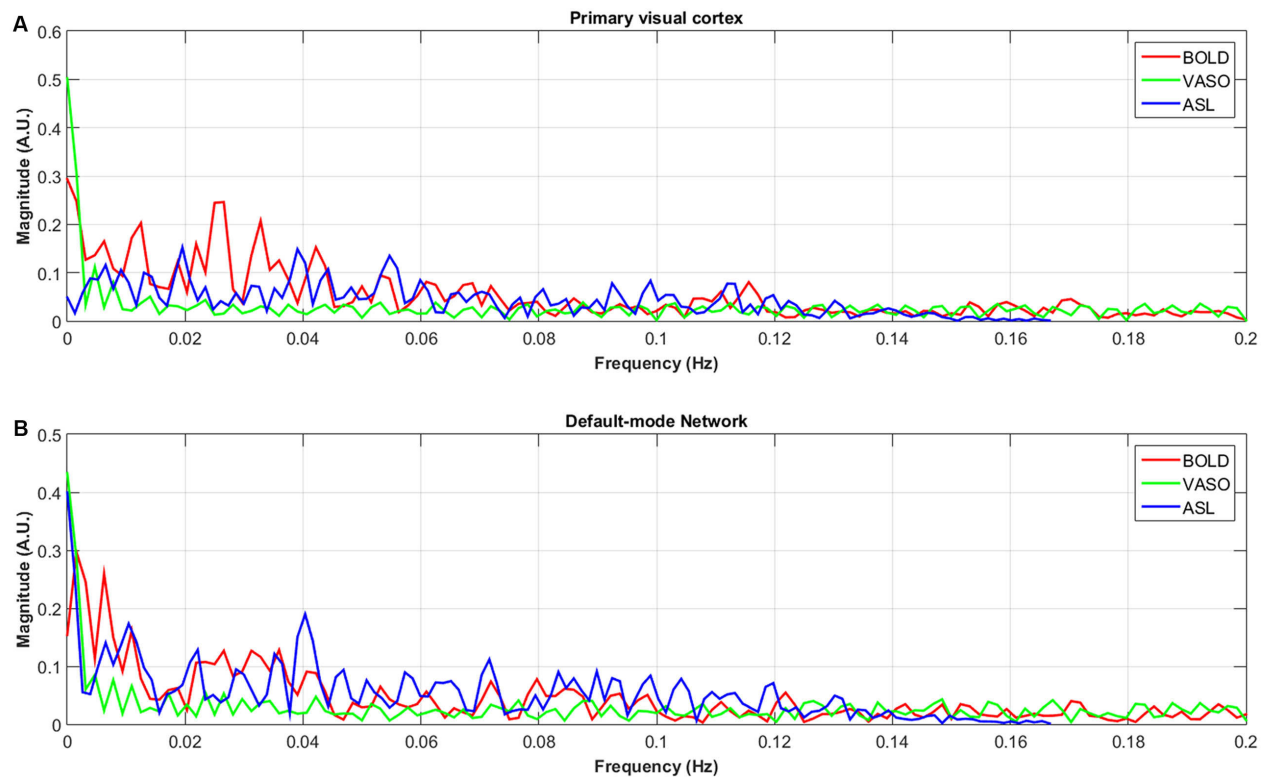 A
Primary visual cortex
0.6
0.5
0.4
0.3
0.2
0.1
0
Magnitude (A.U.)
BOLD
VASO
ASL
0 0.02 0.04 0.06 0.08 0.1 0.12 0.14 0.16 0.18 0.2
Frequency (Hz)
B
Default-mode Network
0.5
0.4
0.3
0.2
0.1
0
Magnitude (A.U.)
BOLD
VASO
ASL
0 0.02 0.04 0.06 0.08 0.1 0.12 0.14 0.16 0.18 0.2
Frequency (Hz)